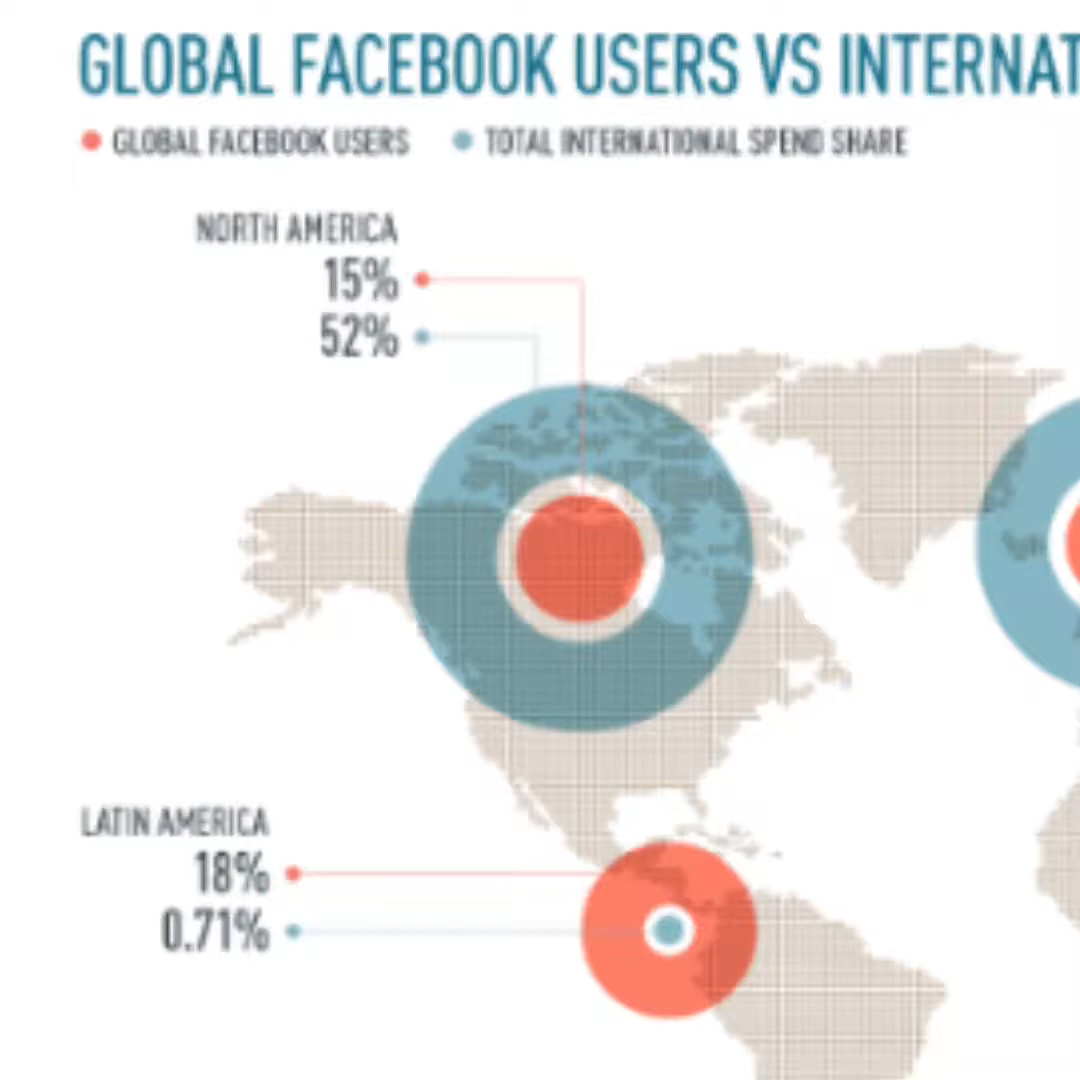 GLOBAL FACEBOOK USERS VS INTERNAT
GLOBAL FACEBOOK USERS TOTAL INTERNATIONAL SPEND SHARE
NORTH AMERICA
15%
52%
LATIN AMERICA
18%
0.71%